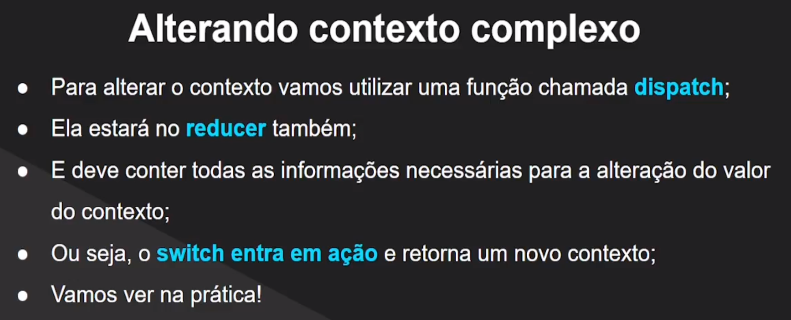 Alterando contexto complexo
● Para alterar o contexto vamos utilizar uma função chamada dispatch;
● Ela estará no reducer também;
● E deve conter todas as informações necessárias para a alteração do valor
do contexto;
● Ou seja, o switch entra em ação e retorna um novo contexto;
● Vamos ver na prática!